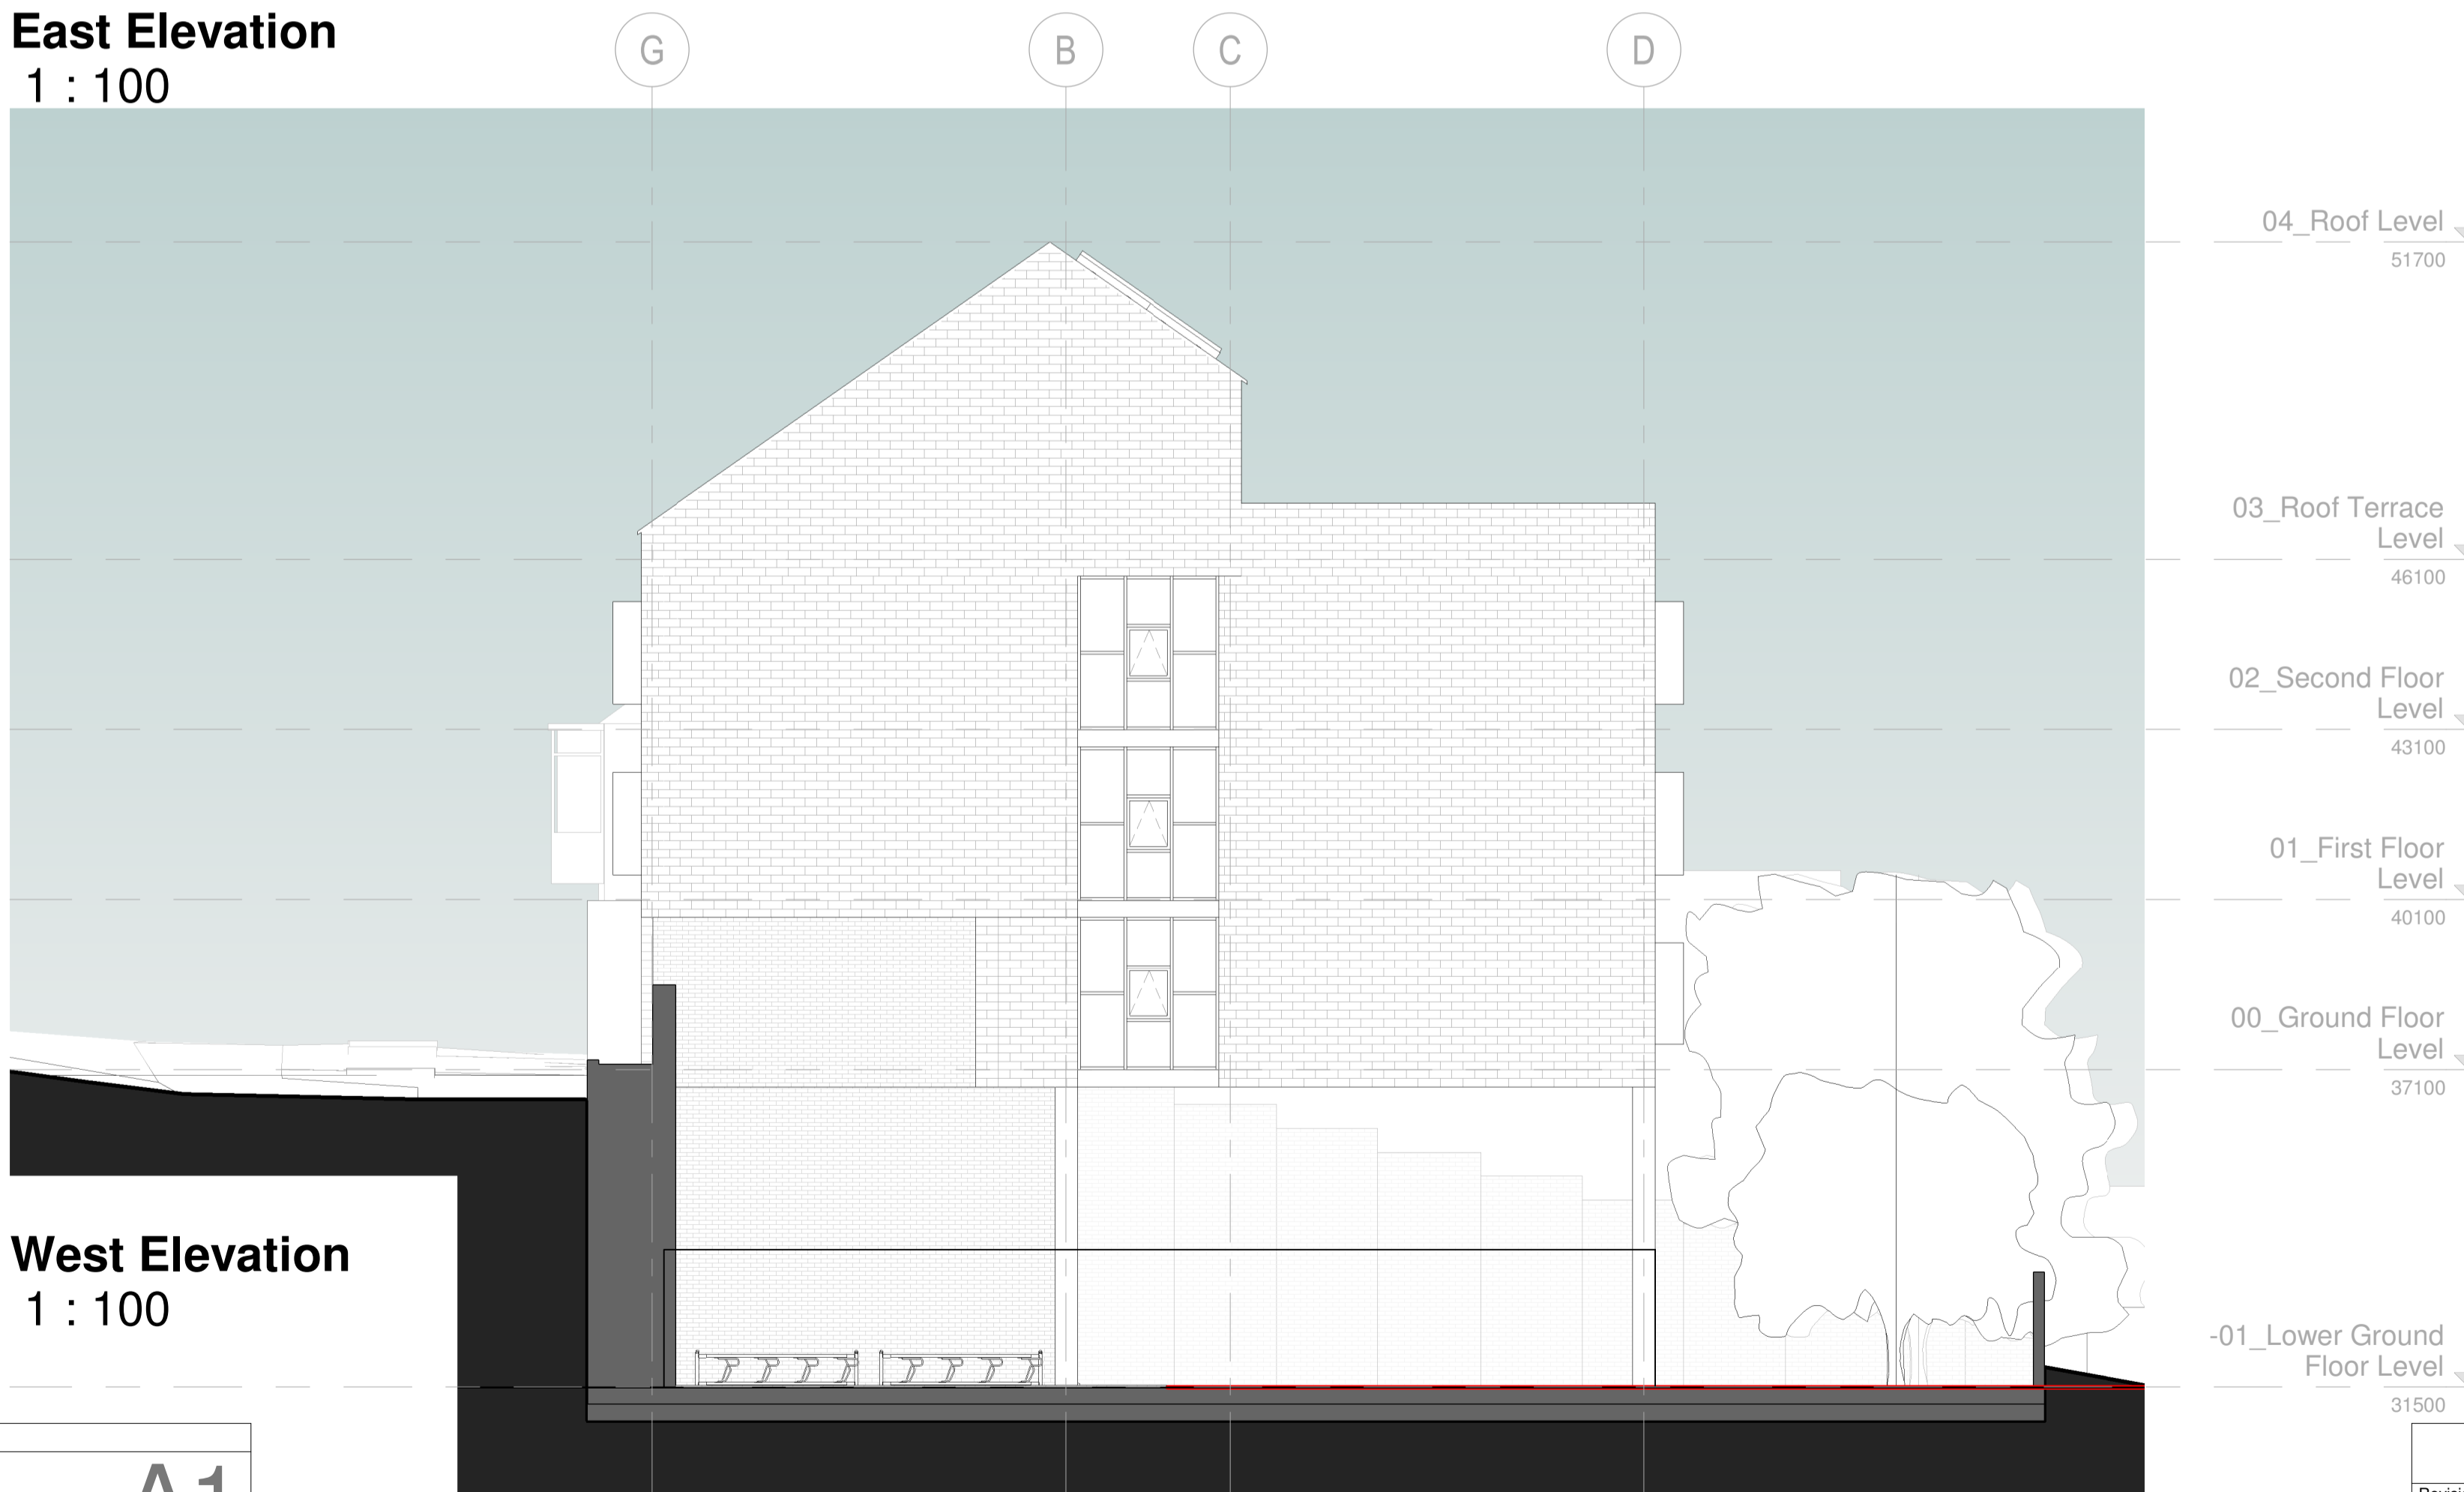 East Elevation
1 : 100
G
B
C
D
04_Roof Level
51700
03_Roof Terrace
Level
46100
02_Second Floor
Level
43100
01_First Floor
Level
40100
00_Ground Floor
Level
37100
West Elevation
1 : 100
-01_Lower Ground
Floor Level
31500
A1